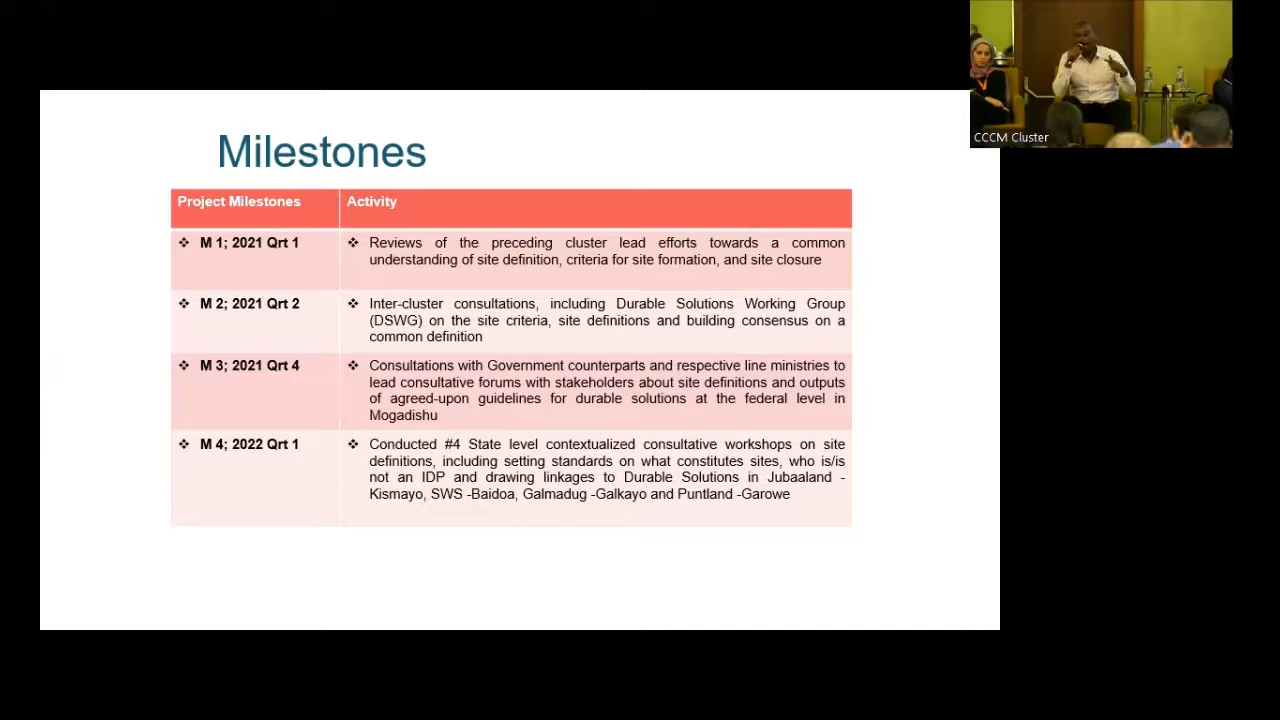 CCCM Cluster
Milestones
Project Milestones
Activity
❖ M 1; 2021 Qrt 1
❖ Reviews of the preceding cluster lead efforts towards a common
understanding of site definition, criteria for site formation, and site closure
❖ M 2; 2021 Qrt 2
❖ Inter-cluster consultations, including Durable Solutions Working Group
(DSWG) on the site criteria, site definitions and building consensus on a
common definition
❖ M 3; 2021 Qrt 4
❖ Consultations with Government counterparts and respective line ministries to
lead consultative forums with stakeholders about site definitions and outputs
of agreed-upon guidelines for durable solutions at the federal level in
Mogadishu
❖ M 4; 2022 Qrt 1
❖ Conducted #4 State level contextualized consultative workshops on site
definitions, including setting standards on what constitutes sites, who is/is
not an IDP and drawing linkages to Durable Solutions in Jubaaland -
Kismayo, SWS -Baidoa, Galmadug -Galkayo and Puntland -Garowe